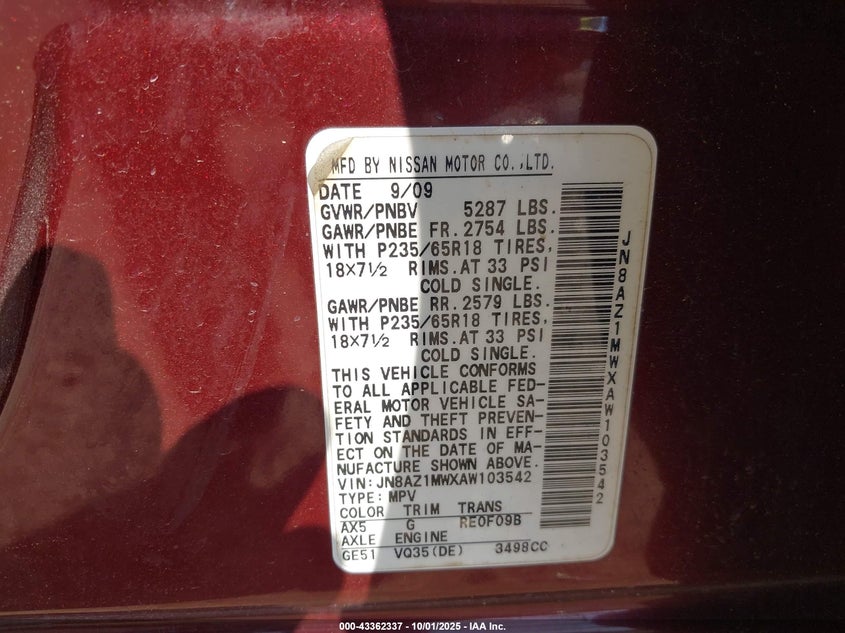 MFD BY NISSAN MOTOR CO.,LTD.
DATE 9/09
GVWR/PNBV 5287 LBS.
GAWR/PNBE FR. 2754 LBS.
WITH P235/65R18 TIRES,
18X7½ RIMS.AT 33 PSI
COLD SINGLE.
GAWR/PNBE RR. 2579 LBS.
WITH P235/65R18 TIRES,
18X7½ RIMS.AT 33 PSI
COLD SINGLE.
THIS VEHICLE CONFORMS
TO ALL APPLICABLE FED-
ERAL MOTOR VEHICLE SA-
FETY AND THEFT PREVEN-
TION STANDARDS IN EFF-
ECT ON THE DATE OF MA-
NUFACTURE SHOWN ABOVE.
VIN:JN8AZ1MWXAW103542
TYPE:MPV
COLOR TRIM TRANS
AX5 G RE0F09B
AXLE ENGINE
GE51 VQ35(DE) 3498CC
JN8AZ1MWXAW103542
000-43362337 - 10/01/2025 - IAA Inc.